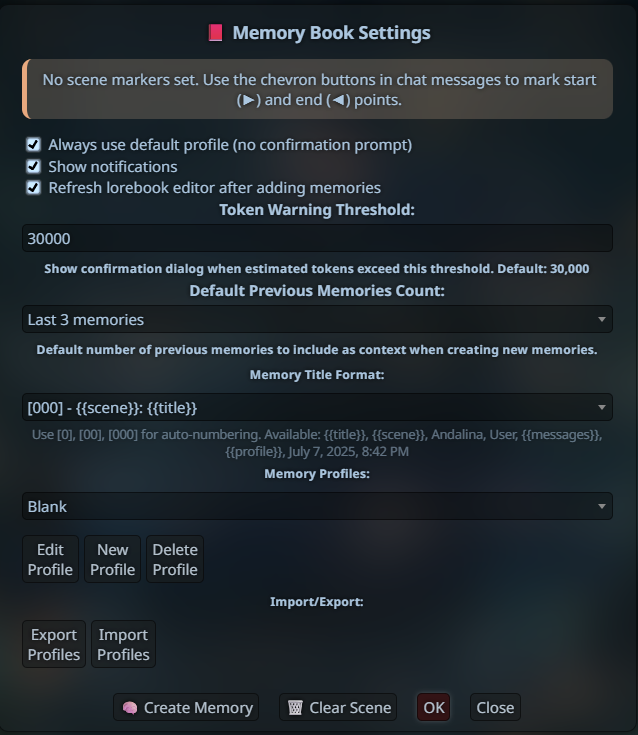 📕 Memory Book Settings
No scene markers set. Use the chevron buttons in chat messages to mark start
(►) and end (◄) points.
Always use default profile (no confirmation prompt)
Show notifications
Refresh lorebook editor after adding memories
Token Warning Threshold:
30000
Show confirmation dialog when estimated tokens exceed this threshold. Default: 30,000
Default Previous Memories Count:
Last 3 memories
Default number of previous memories to include as context when creating new memories.
Memory Title Format:
[000] - {{scene}}: {{title}}
Use [0], [00], [000] for auto-numbering. Available: {{title}}, {{scene}}, Andalina, User, {{messages}},
{{profile}}, July 7, 2025, 8:42 PM
Memory Profiles:
Blank
Edit
Profile
New
Profile
Delete
Profile
Import/Export:
Export
Profiles
Import
Profiles
🧠 Create Memory
🗑️ Clear Scene
OK
Close